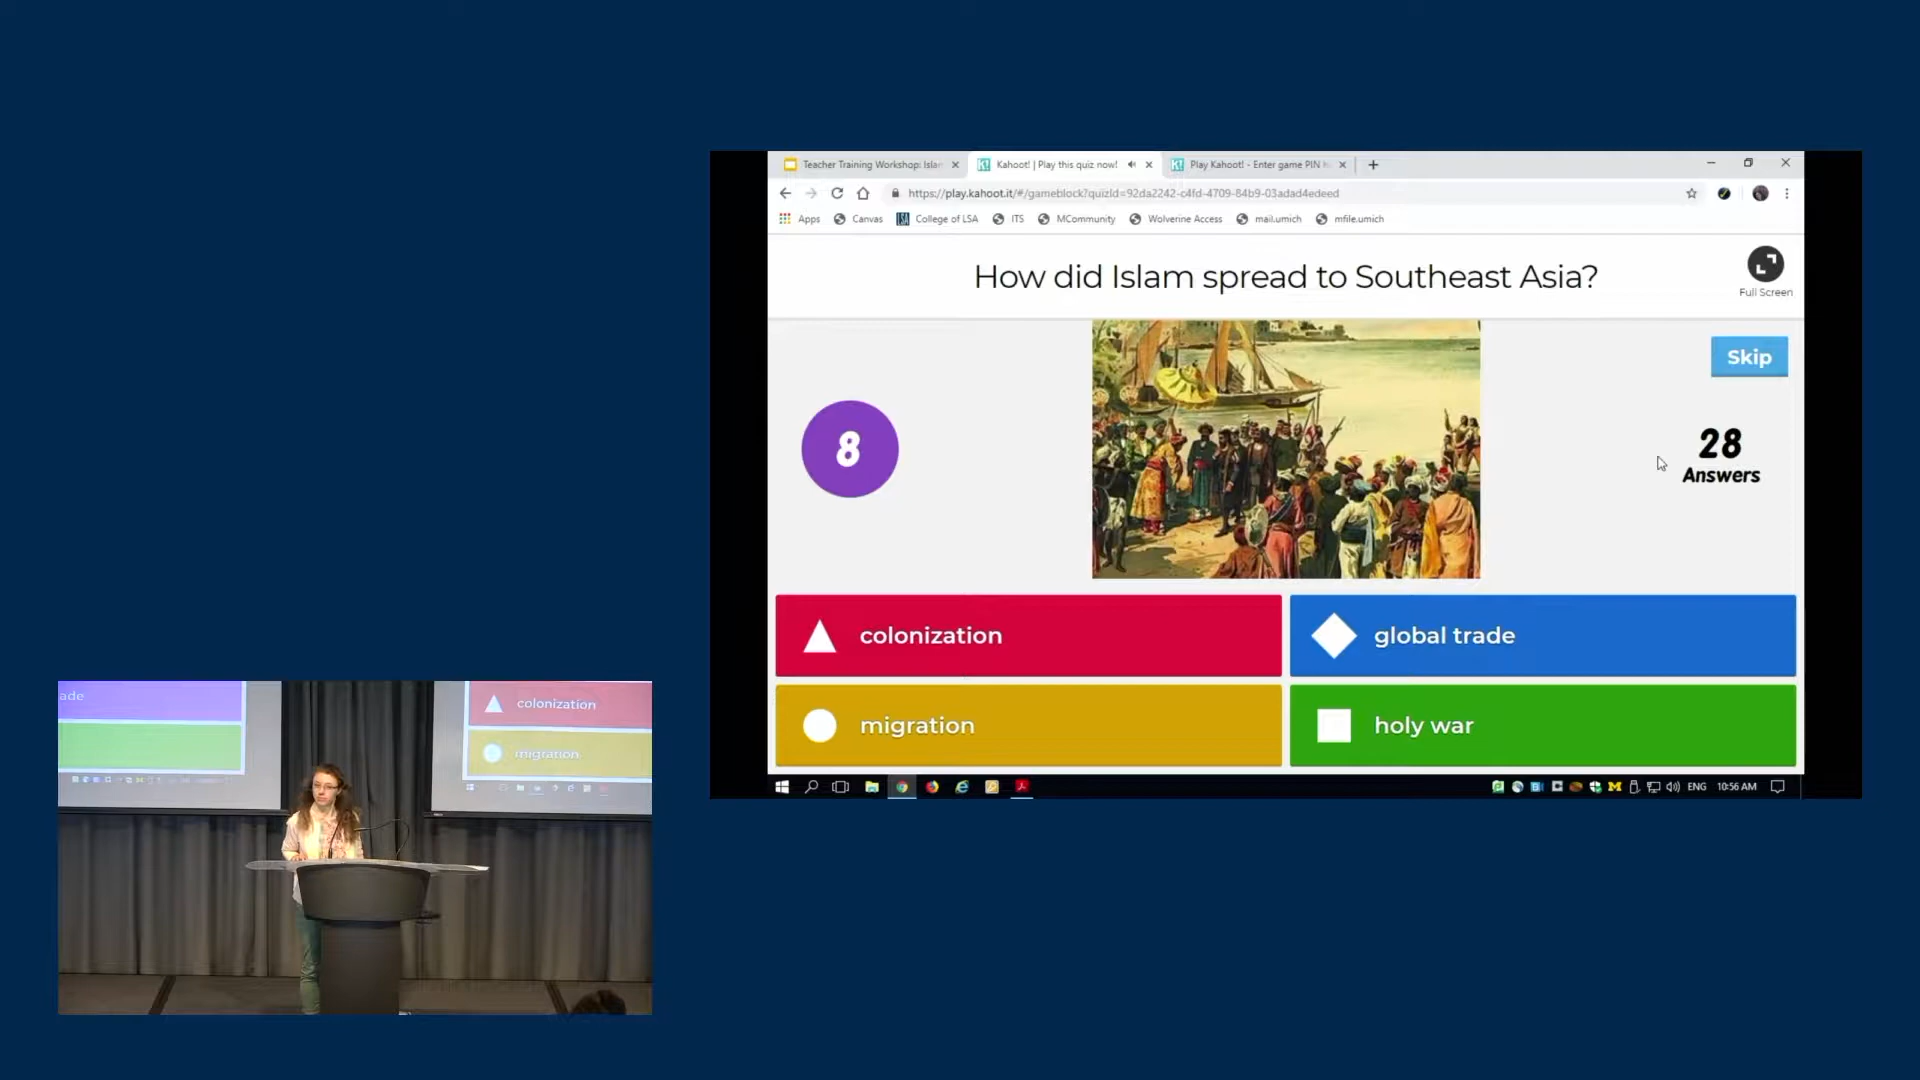 Teacher Training Workshop: Islam
Kahoot! | Play this quiz now!
Play Kahoot! - Enter game PIN h
https://play.kahoot.it/#/gameblock?quizId=92da2242-c4fd-4709-84b9-03adad4edeed
Apps
Canvas
LSA
College of LSA
ITS
MCommunity
Wolverine Access
mail.umich
mfile.umich
How did Islam spread to Southeast Asia?
Full Screen
Skip
8
28
Answers
colonization
global trade
migration
holy war
ENG
10:56 AM
ade
colonization
migration